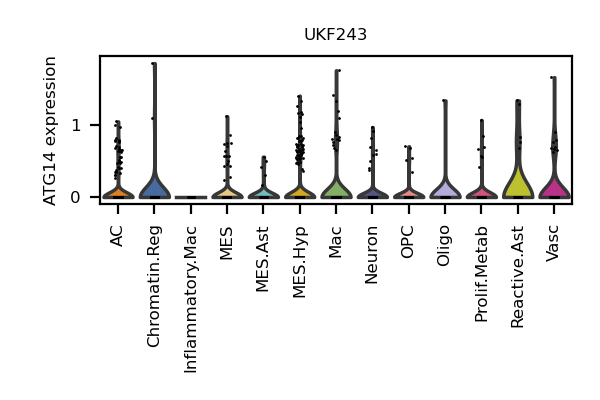 UKF243
ATG14 expression
1
0
AC
Chromatin.Reg
Inflammatory.Mac
MES
MES.Ast
MES.Hyp
Mac
Neuron
OPC
Oligo
Prolif.Metab
Reactive.Ast
Vasc